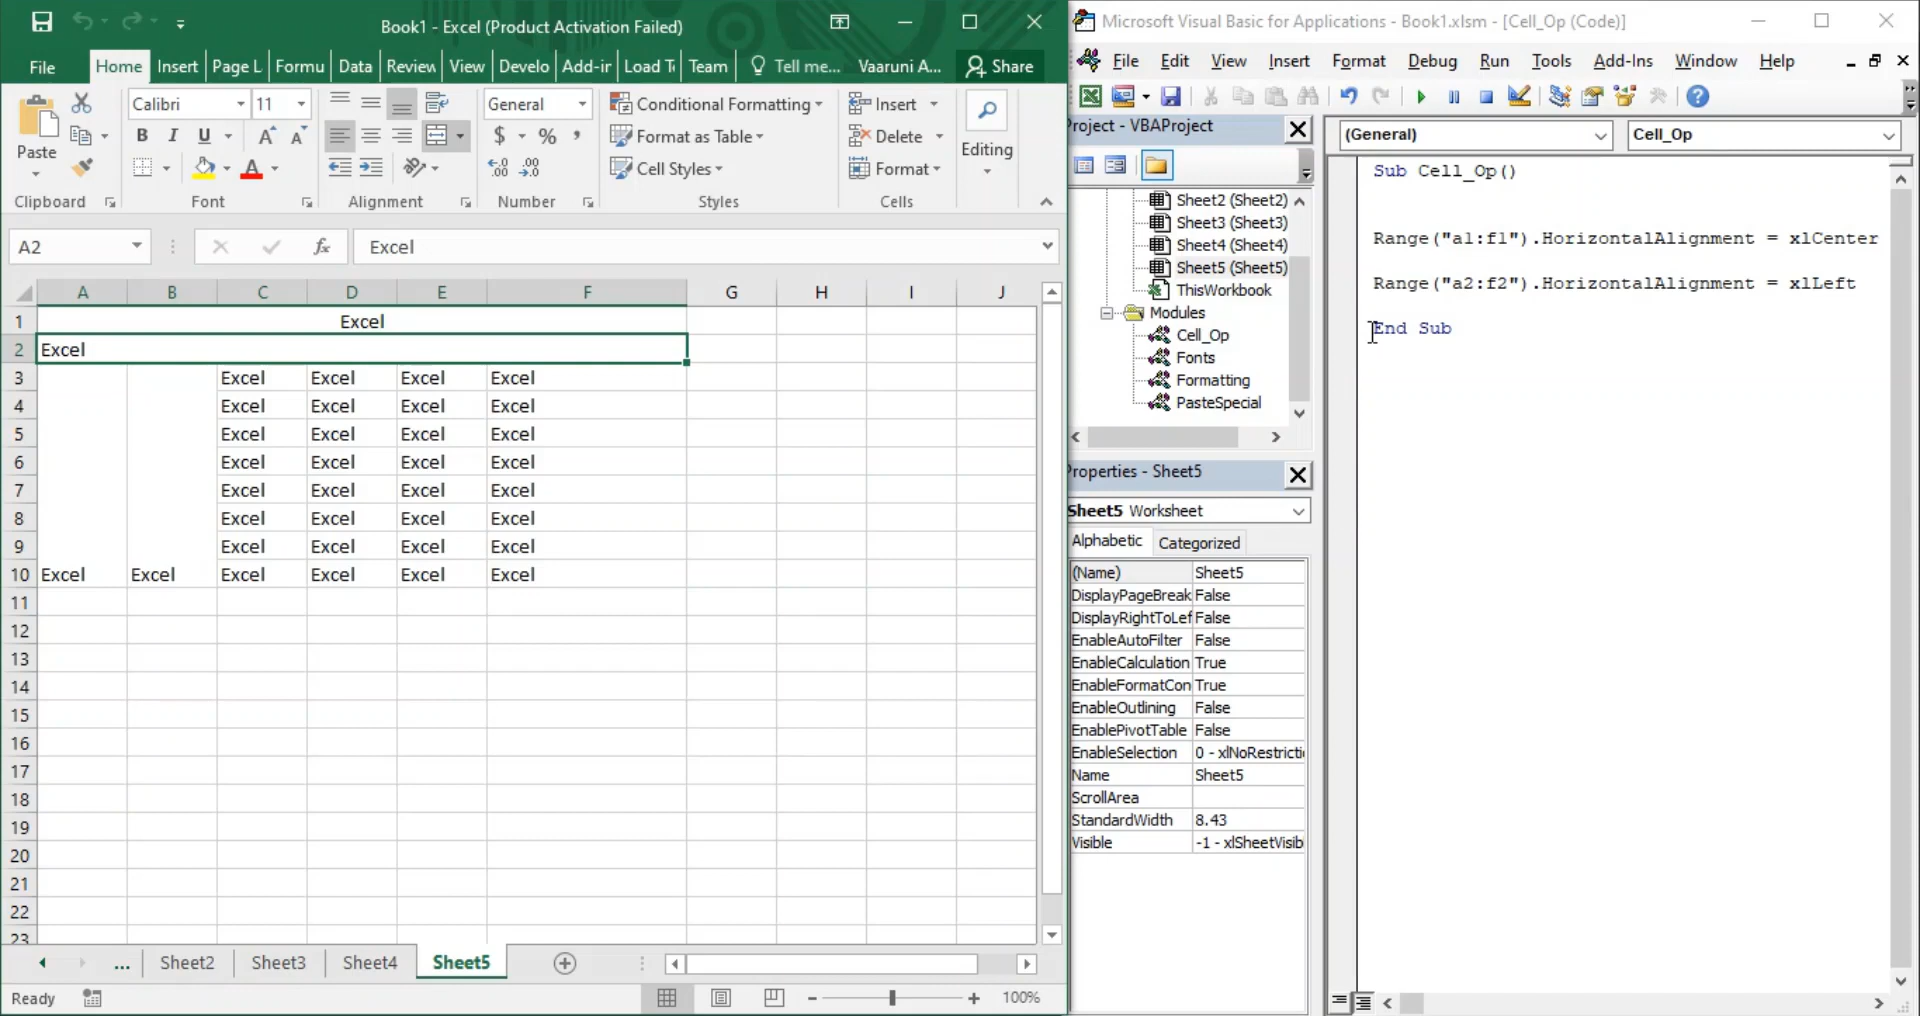 Book1 - Excel (Product Activation Failed)
File Home Insert Page L Formu Data Review View Develo Add-ir Load T Team Tell me... Vaaruni A... Share
Paste
Calibri 11
B I U A A
A
General
$ % ,
Conditional Formatting
Format as Table
Cell Styles
Insert
Delete
Format
Editing
Clipboard Font Alignment Number Styles Cells
A2 fx Excel
A B C D E F G H I J
1 Excel
2 Excel
3 Excel Excel Excel Excel
4 Excel Excel Excel Excel
5 Excel Excel Excel Excel
6 Excel Excel Excel Excel
7 Excel Excel Excel Excel
8 Excel Excel Excel Excel
9 Excel Excel Excel Excel
10 Excel Excel Excel Excel Excel Excel
11
12
13
14
15
16
17
18
19
20
21
22
23
... Sheet2 Sheet3 Sheet4 Sheet5
Ready 100%
Microsoft Visual Basic for Applications - Book1.xlsm - [Cell_Op (Code)]
File Edit View Insert Format Debug Run Tools Add-Ins Window Help
Project - VBAProject
Sheet2 (Sheet2)
Sheet3 (Sheet3)
Sheet4 (Sheet4)
Sheet5 (Sheet5)
ThisWorkbook
Modules
Cell_Op
Fonts
Formatting
PasteSpecial
Properties - Sheet5
Sheet5 Worksheet
Alphabetic Categorized
(Name) Sheet5
DisplayPageBreak False
DisplayRightToLef False
EnableAutoFilter False
EnableCalculation True
EnableFormatCon True
EnableOutlining False
EnablePivotTable False
EnableSelection 0 - xlNoRestricti
Name Sheet5
ScrollArea
StandardWidth 8.43
Visible -1 - xlSheetVisib
(General) Cell_Op
Sub Cell_Op()
Range("a1:f1").HorizontalAlignment = xlCenter
Range("a2:f2").HorizontalAlignment = xlLeft
End Sub